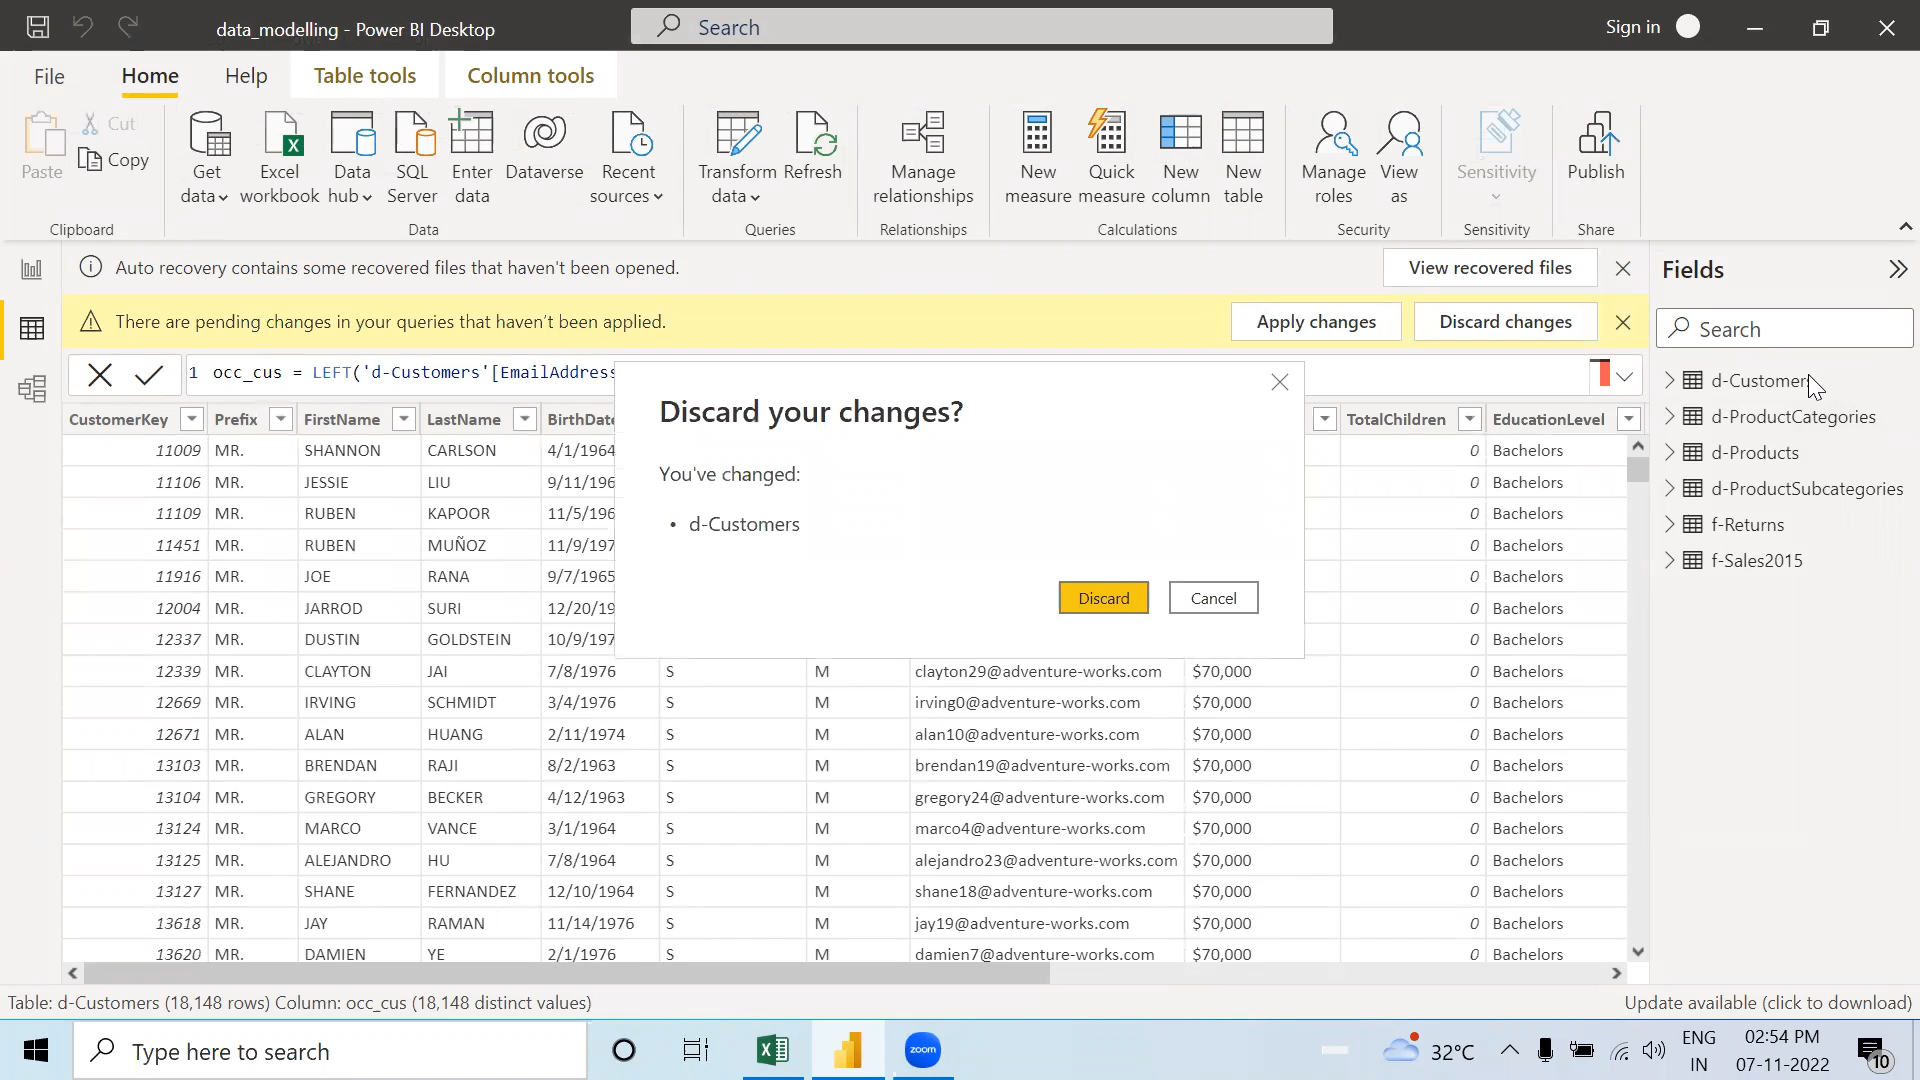 data_modelling - Power BI Desktop
Search
Sign in
File Home Help Table tools Column tools
Paste
Cut
Copy
Clipboard
Get data
Excel workbook
Data hub
SQL Server
Enter data
Dataverse
Recent sources
Data
Transform data
Refresh
Queries
Manage relationships
Relationships
New measure
Quick measure
New column
New table
Calculations
Manage roles
View as
Security
Sensitivity
Sensitivity
Publish
Share
Auto recovery contains some recovered files that haven't been opened.
View recovered files
There are pending changes in your queries that haven't been applied.
Apply changes
Discard changes
1 occ_cus = LEFT('d-Customers'[EmailAddress
Discard your changes?
You've changed:
• d-Customers
Discard
Cancel
CustomerKey Prefix FirstName LastName BirthDate TotalChildren EducationLevel
11009 MR. SHANNON CARLSON 4/1/1964 0 Bachelors
11106 MR. JESSIE LIU 9/11/196 0 Bachelors
11109 MR. RUBEN KAPOOR 11/5/196 0 Bachelors
11451 MR. RUBEN MUÑOZ 11/9/197 0 Bachelors
11916 MR. JOE RANA 9/7/1965 0 Bachelors
12004 MR. JARROD SURI 12/20/19 0 Bachelors
12337 MR. DUSTIN GOLDSTEIN 10/9/197 0 Bachelors
12339 MR. CLAYTON JAI 7/8/1976 S M clayton29@adventure-works.com $70,000 0 Bachelors
12669 MR. IRVING SCHMIDT 3/4/1976 S M irving0@adventure-works.com $70,000 0 Bachelors
12671 MR. ALAN HUANG 2/11/1974 S M alan10@adventure-works.com $70,000 0 Bachelors
13103 MR. BRENDAN RAJI 8/2/1963 S M brendan19@adventure-works.com $70,000 0 Bachelors
13104 MR. GREGORY BECKER 4/12/1963 S M gregory24@adventure-works.com $70,000 0 Bachelors
13124 MR. MARCO VANCE 3/1/1964 S M marco4@adventure-works.com $70,000 0 Bachelors
13125 MR. ALEJANDRO HU 7/8/1964 S M alejandro23@adventure-works.com $70,000 0 Bachelors
13127 MR. SHANE FERNANDEZ 12/10/1964 S M shane18@adventure-works.com $70,000 0 Bachelors
13618 MR. JAY RAMAN 11/14/1976 S M jay19@adventure-works.com $70,000 0 Bachelors
13620 MR. DAMIEN YE 2/1/1976 S M damien7@adventure-works.com $70,000 0 Bachelors
Fields
Search
d-Customers
d-ProductCategories
d-Products
d-ProductSubcategories
f-Returns
f-Sales2015
Table: d-Customers (18,148 rows) Column: occ_cus (18,148 distinct values)
Update available (click to download)
Type here to search
zoom
32°C
ENG
IN
02:54 PM
07-11-2022
10